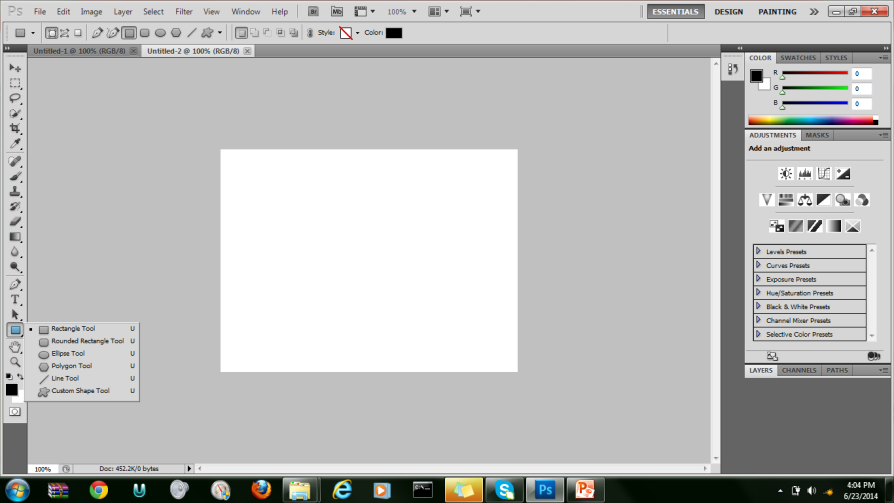 Ps File Edit Image Layer Select Filter View Window Help Br Mb 100% ESSENTIALS DESIGN PAINTING
Style: Color:
Untitled-1 @ 100% (RGB/8) Untitled-2 @ 100% (RGB/8)
COLOR SWATCHES STYLES
R 0
G 0
B 0
ADJUSTMENTS MASKS
Add an adjustment
Levels Presets
Curves Presets
Exposure Presets
Hue/Saturation Presets
Black & White Presets
Channel Mixer Presets
Selective Color Presets
LAYERS CHANNELS PATHS
T
Rectangle Tool U
Rounded Rectangle Tool U
Ellipse Tool U
Polygon Tool U
Line Tool U
Custom Shape Tool U
100% Doc: 452.2K/0 bytes
Ps
4:04 PM
6/23/2014